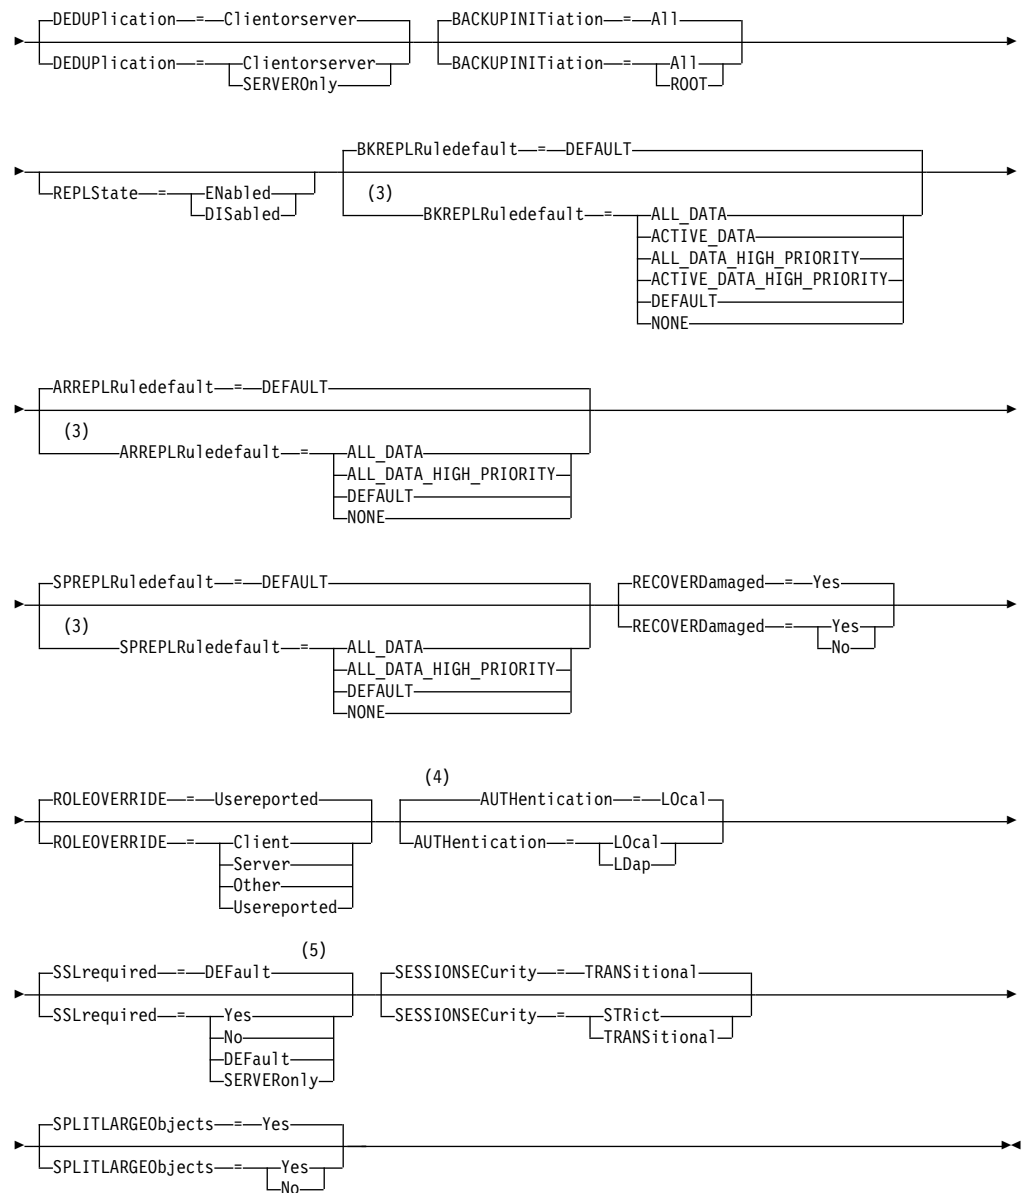 DEDUPlication = Clientorserver BACKUPINITiation = All
DEDUPlication = Clientorserver BACKUPINITiation = All
SERVEROnly ROOT
BKREPLRuledefault = DEFAULT
REPLState = ENabled (3)
DISabled BKREPLRuledefault = ALL_DATA
ACTIVE_DATA
ALL_DATA_HIGH_PRIORITY
ACTIVE_DATA_HIGH_PRIORITY
DEFAULT
NONE
ARREPLRuledefault = DEFAULT
(3)
ARREPLRuledefault = ALL_DATA
ALL_DATA_HIGH_PRIORITY
DEFAULT
NONE
SPREPLRuledefault = DEFAULT RECOVERDamaged = Yes
(3) RECOVERDamaged = Yes
SPREPLRuledefault = ALL_DATA No
ALL_DATA_HIGH_PRIORITY
DEFAULT
NONE
(4)
ROLEOVERRIDE = Usereported AUTHentication = LOcal
ROLEOVERRIDE = Client AUTHentication = LOcal
Server LDap
Other
Usereported
(5)
SSLrequired = DEFault SESSIONSECurity = TRANSitional
SSLrequired = Yes SESSIONSECurity = STRict
No TRANSitional
DEFault
SERVERonly
SPLITLARGEObjects = Yes
SPLITLARGEObjects = Yes
No